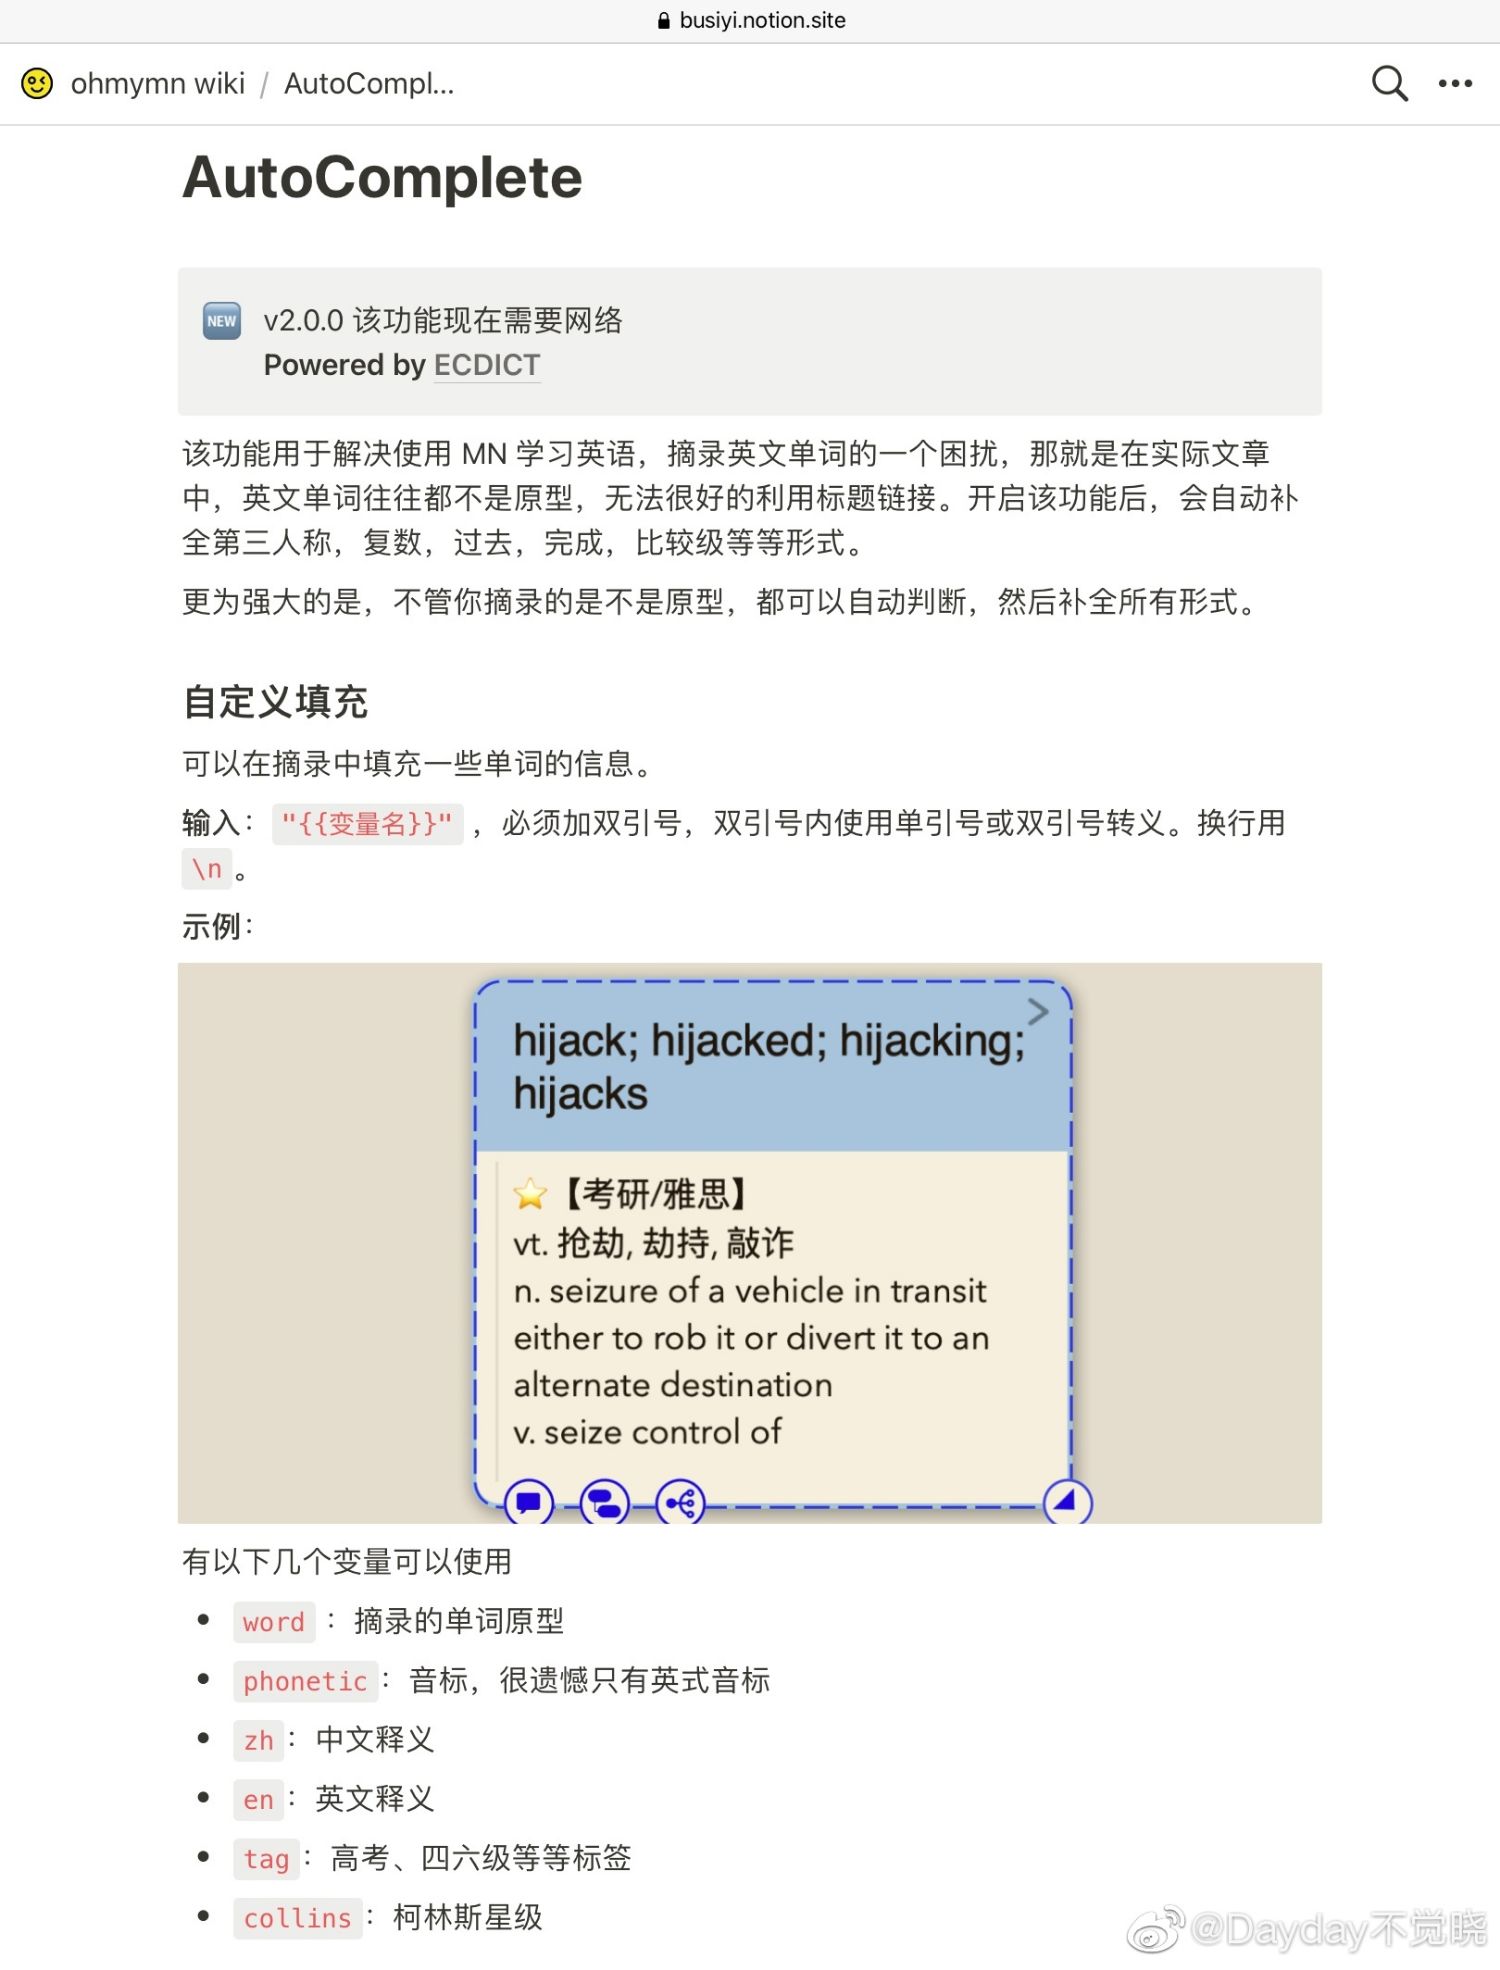 busiyi.notion.site
ohmymn wiki / AutoCompl...
AutoComplete
NEW
v2.0.0 该功能现在需要网络
Powered by ECDICT
该功能用于解决使用 MN 学习英语，摘录英文单词的一个困扰，那就是在实际文章
中，英文单词往往都不是原型，无法很好的利用标题链接。开启该功能后，会自动补
全第三人称，复数，过去，完成，比较级等等形式。
更为强大的是，不管你摘录的是不是原型，都可以自动判断，然后补全所有形式。
自定义填充
可以在摘录中填充一些单词的信息。
输入： "{{变量名}}" ，必须加双引号，双引号内使用单引号或双引号转义。换行用
\n 。
示例：
hijack; hijacked; hijacking;
hijacks
⭐【考研/雅思】
vt. 抢劫, 劫持, 敲诈
n. seizure of a vehicle in transit
either to rob it or divert it to an
alternate destination
v. seize control of
有以下几个变量可以使用
• word ：摘录的单词原型
• phonetic ：音标，很遗憾只有英式音标
• zh ：中文释义
• en ：英文释义
• tag ：高考、四六级等等标签
• collins ：柯林斯星级
@Dayday不觉晓